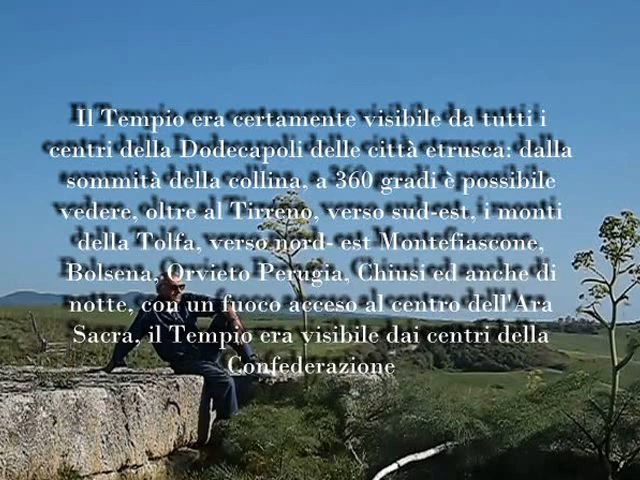 Il Tempio era certamente visibile da tutti i
centri della Dodecapoli delle città etrusca: dalla
sommità della collina, a 360 gradi è possibile
vedere, oltre al Tirreno, verso sud-est, i monti
della Tolfa, verso nord- est Montefiascone,
Bolsena, Orvieto Perugia, Chiusi ed anche di
notte, con un fuoco acceso al centro dell'Ara
Sacra, il Tempio era visibile dai centri della
Confederazione